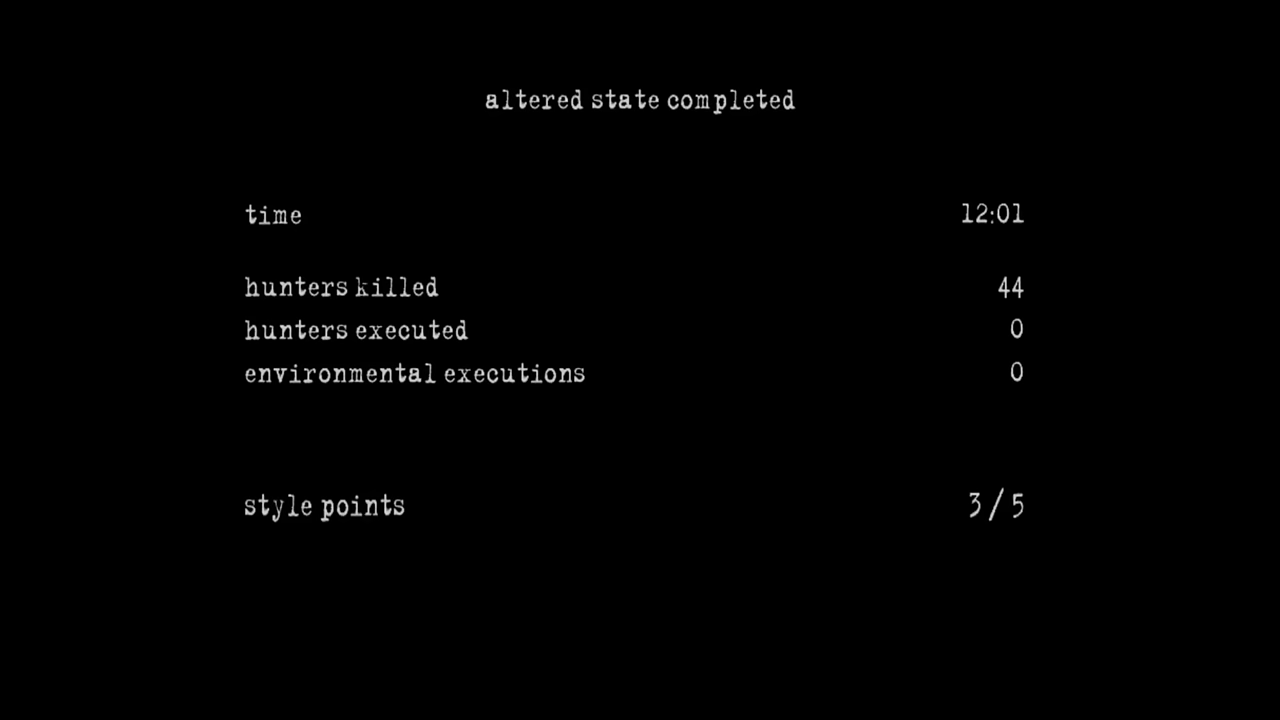 altered state completed
time 12:01
hunters killed 44
hunters executed 0
environmental executions 0
style points 3 / 5